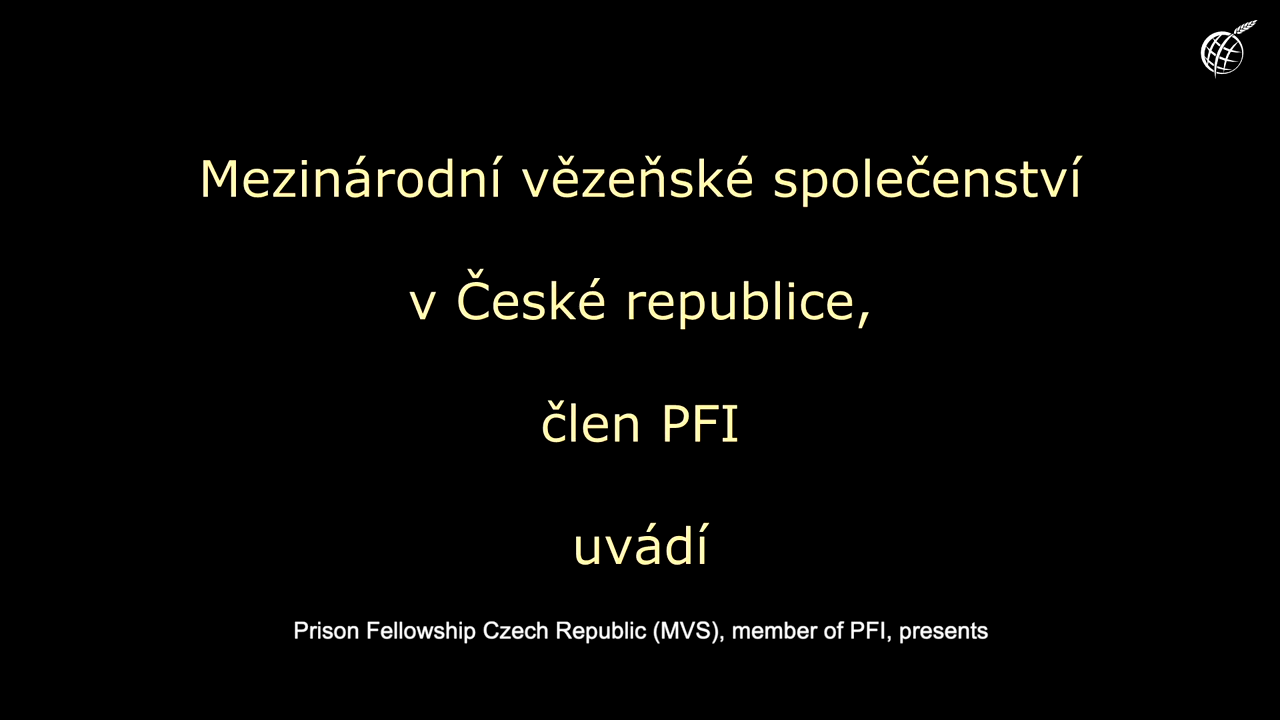 Mezinárodní vězeňské společenství
v České republice,
člen PFI
uvádí
Prison Fellowship Czech Republic (MVS), member of PFI, presents